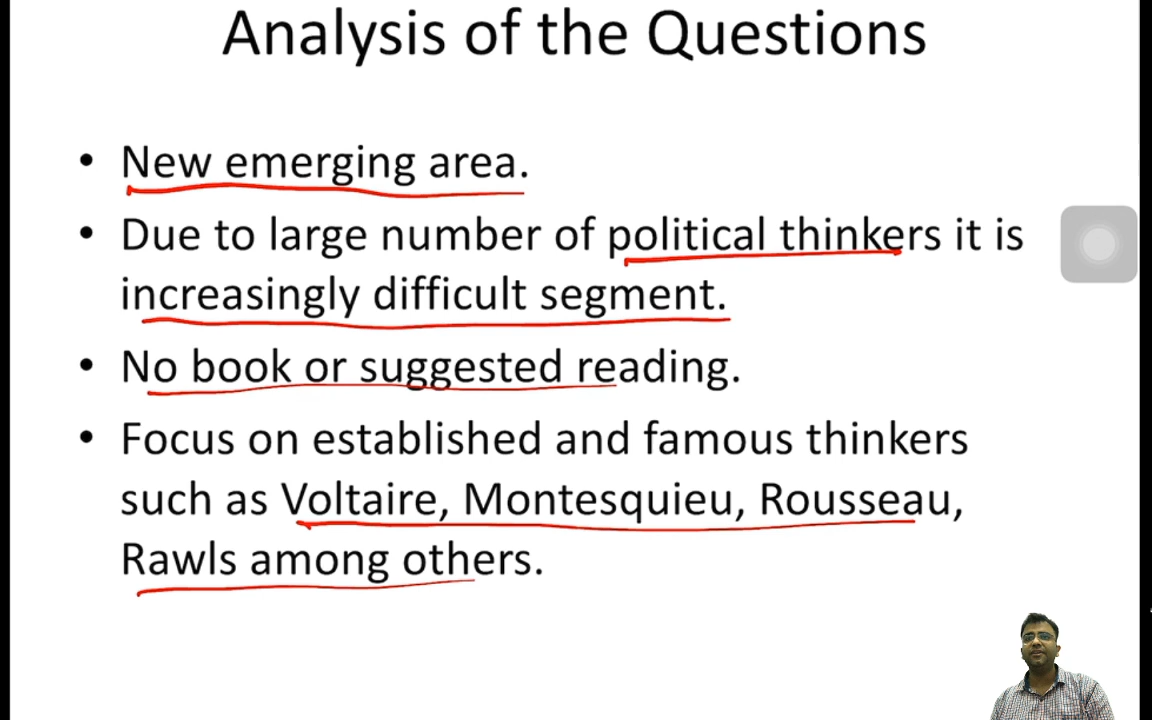 Analysis of the Questions
• New emerging area.
• Due to large number of political thinkers it is
increasingly difficult segment.
• No book or suggested reading.
• Focus on established and famous thinkers
such as Voltaire, Montesquieu, Rousseau,
Rawls among others.